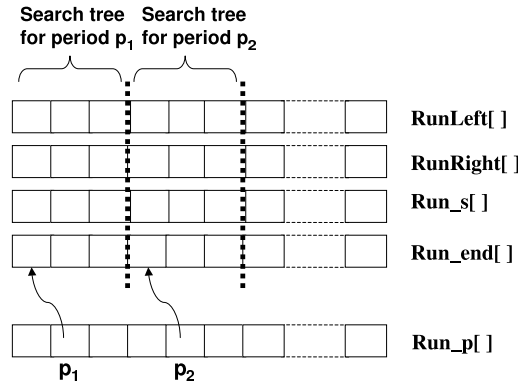 Search tree
for period p1
Search tree
for period p2
RunLeft[ ]
RunRight[ ]
Run_s[ ]
Run_end[ ]
Run_p[ ]
p1
p2